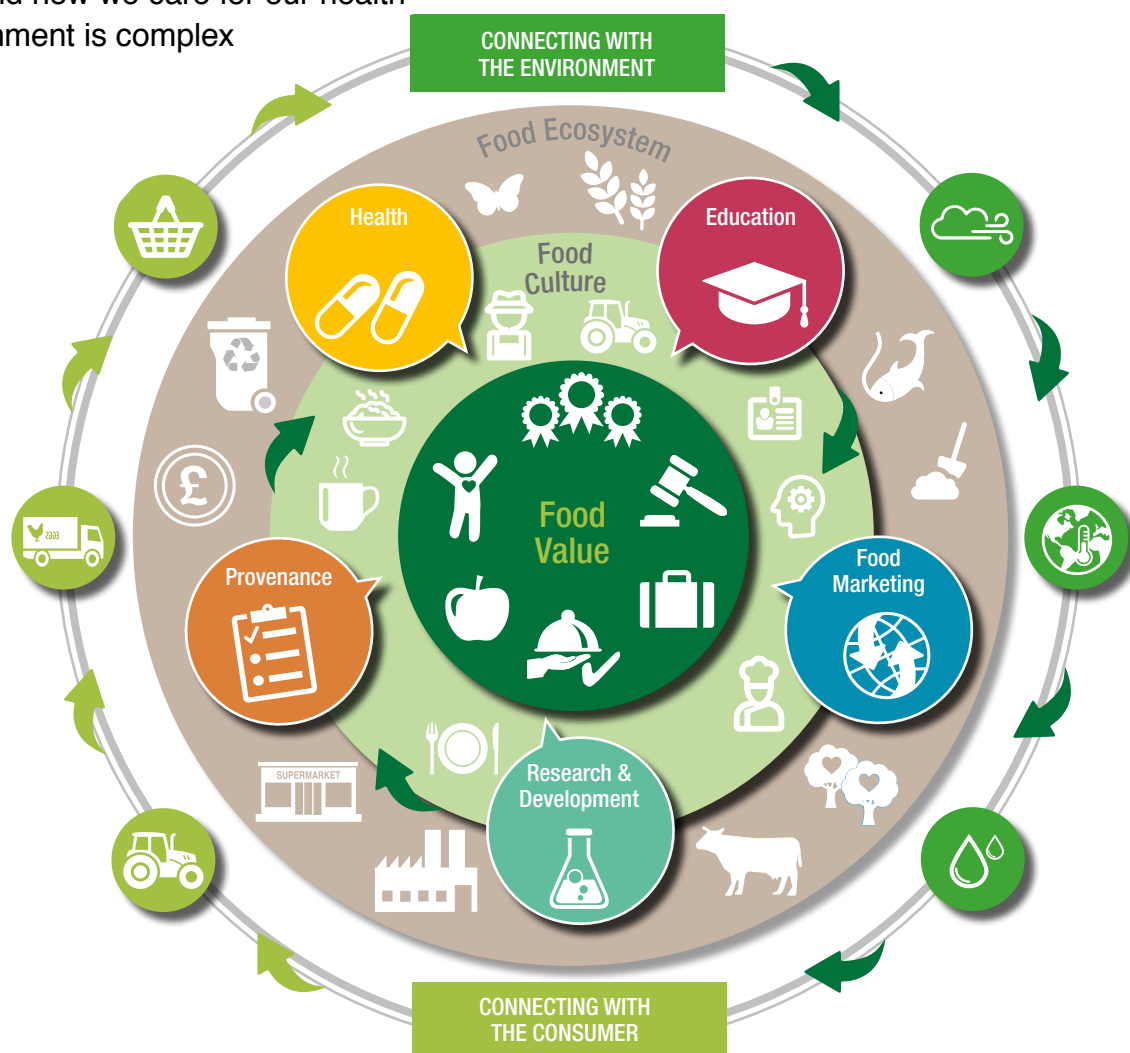 how we care for our health
nment is complex
CONNECTING WITH
THE ENVIRONMENT
Food Ecosystem
Health
Education
Food
Culture
Food
Value
£
Provenance
Food
Marketing
SUPERMARKET
Research &
Development
CONNECTING WITH
THE CONSUMER